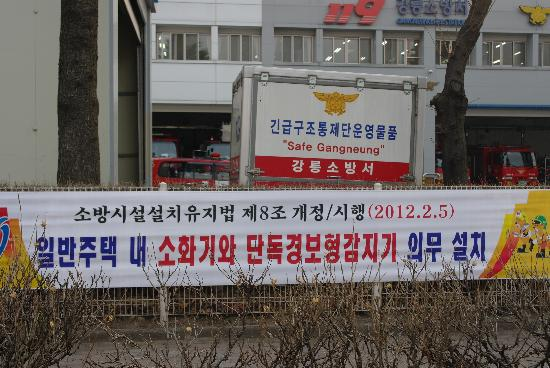 119 강릉소방서
긴급구조통제단운영물품
"Safe Gangneung"
강릉소방서
소방시설설치유지법 제8조 개정/시행(2012.2.5)
일반주택 내 소화기와 단독경보형감지기 의무 설치